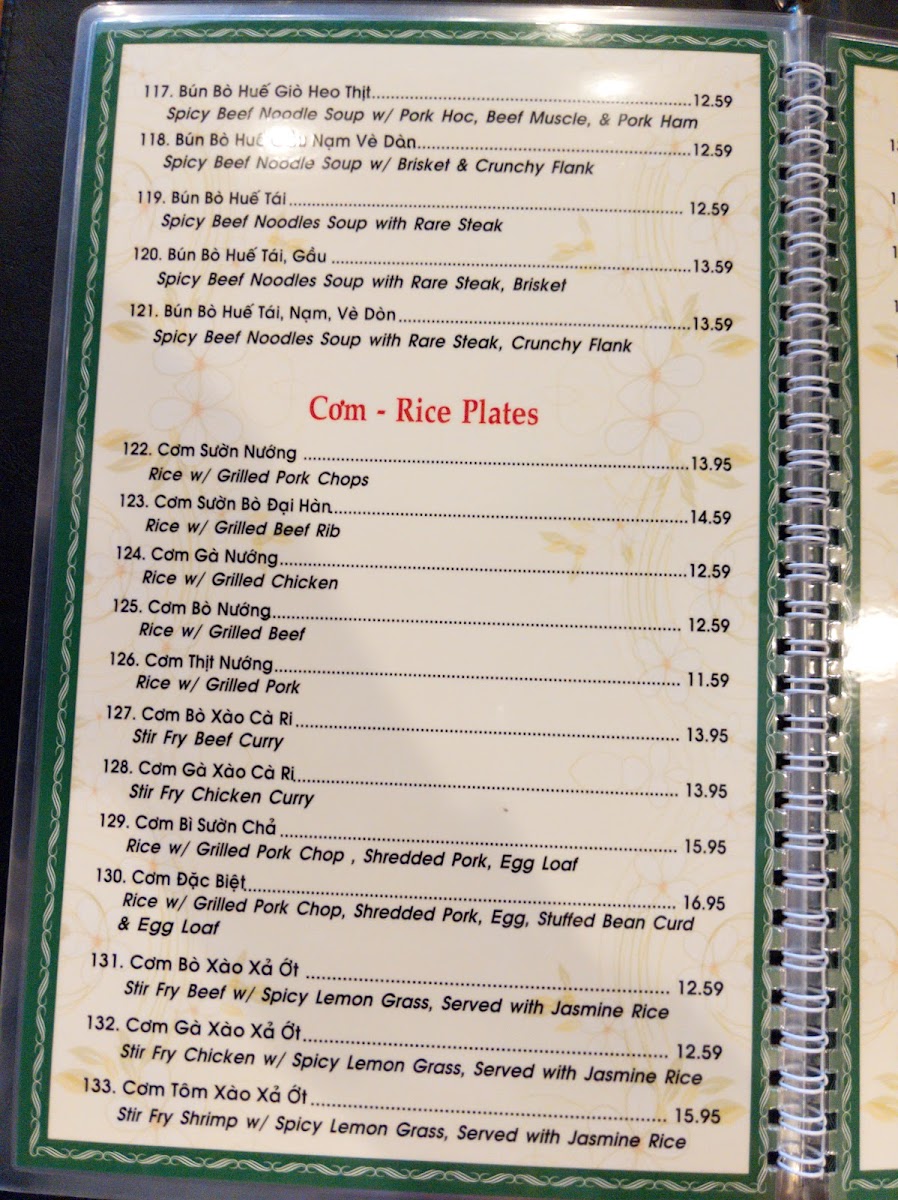 117. Bún Bò Huế Giò Heo Thịt........12.59
Spicy Beef Noodle Soup w/ Pork Hoc, Beef Muscle, & Pork Ham
118. Bún Bò Huế Nạm Vè Dàn........12.59
Spicy Beef Noodle Soup w/ Brisket & Crunchy Flank
119. Bún Bò Huế Tái........12.59
Spicy Beef Noodles Soup with Rare Steak
120. Bún Bò Huế Tái, Gầu........13.59
Spicy Beef Noodles Soup with Rare Steak, Brisket
121. Bún Bò Huế Tái, Nạm, Vè Dòn........13.59
Spicy Beef Noodles Soup with Rare Steak, Crunchy Flank
Cơm - Rice Plates
122. Cơm Sườn Nướng........13.95
Rice w/ Grilled Pork Chops
123. Cơm Sườn Bò Đại Hàn........14.59
Rice w/ Grilled Beef Rib
124. Cơm Gà Nướng........12.59
Rice w/ Grilled Chicken
125. Cơm Bò Nướng........12.59
Rice w/ Grilled Beef
126. Cơm Thịt Nướng........11.59
Rice w/ Grilled Pork
127. Cơm Bò Xào Cà Ri........13.95
Stir Fry Beef Curry
128. Cơm Gà Xào Cà Ri........13.95
Stir Fry Chicken Curry
129. Cơm Bì Sườn Chả........15.95
Rice w/ Grilled Pork Chop , Shredded Pork, Egg Loaf
130. Cơm Đặc Biệt........16.95
Rice w/ Grilled Pork Chop, Shredded Pork, Egg, Stuffed Bean Curd
& Egg Loaf
131. Cơm Bò Xào Xả Ớt........12.59
Stir Fry Beef w/ Spicy Lemon Grass, Served with Jasmine Rice
132. Cơm Gà Xào Xả Ớt........12.59
Stir Fry Chicken w/ Spicy Lemon Grass, Served with Jasmine Rice
133. Cơm Tôm Xào Xả Ớt........15.95
Stir Fry Shrimp w/ Spicy Lemon Grass, Served with Jasmine Rice